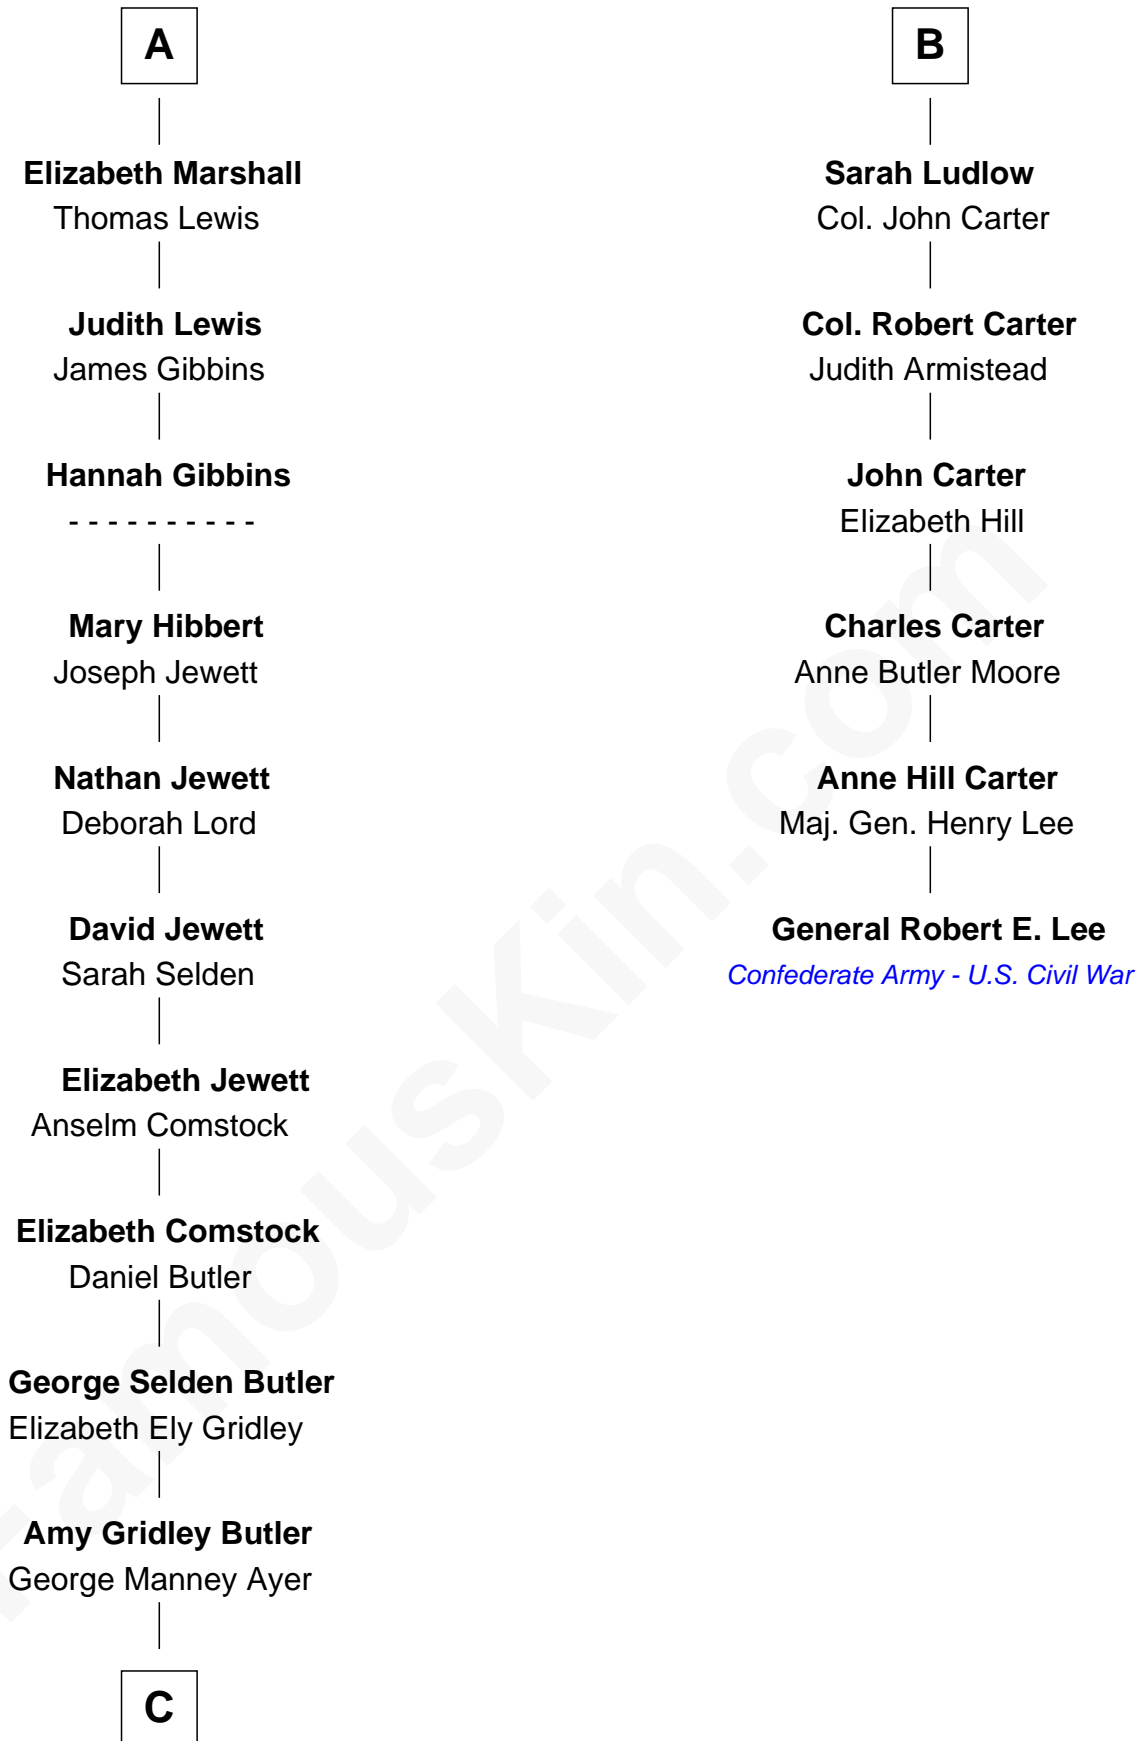 A
Elizabeth Marshall
Thomas Lewis
Judith Lewis
James Gibbins
Hannah Gibbins
- - - - - - - - - -
Mary Hibbert
Joseph Jewett
Nathan Jewett
Deborah Lord
David Jewett
Sarah Selden
Elizabeth Jewett
Anselm Comstock
Elizabeth Comstock
Daniel Butler
George Selden Butler
Elizabeth Ely Gridley
Amy Gridley Butler
George Manney Ayer
C
B
Sarah Ludlow
Col. John Carter
Col. Robert Carter
Judith Armistead
John Carter
Elizabeth Hill
Charles Carter
Anne Butler Moore
Anne Hill Carter
Maj. Gen. Henry Lee
General Robert E. Lee
Confederate Army - U.S. Civil War
FamousKin.com